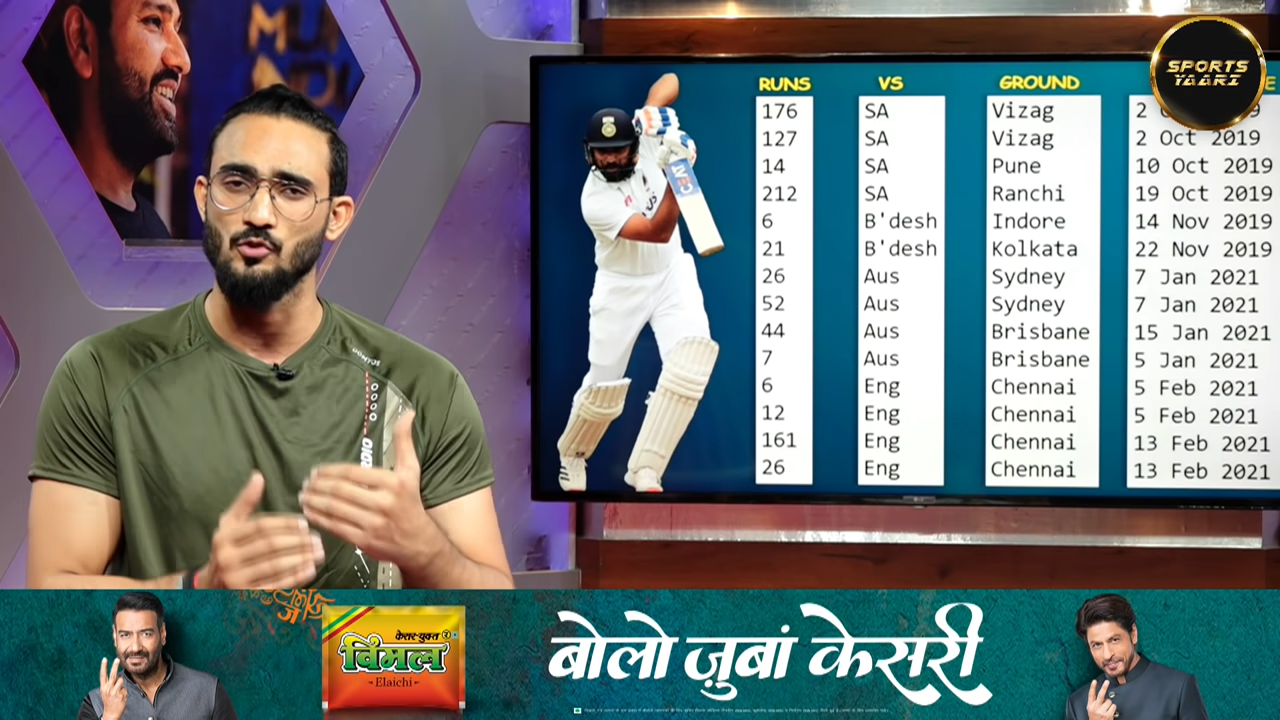 SPORTS
YAARI
RUNS VS GROUND
176 SA Vizag 2
127 SA Vizag 2 Oct 2019
14 SA Pune 10 Oct 2019
212 SA Ranchi 19 Oct 2019
6 B'desh Indore 14 Nov 2019
21 B'desh Kolkata 22 Nov 2019
26 Aus Sydney 7 Jan 2021
52 Aus Sydney 7 Jan 2021
44 Aus Brisbane 15 Jan 2021
7 Aus Brisbane 5 Jan 2021
6 Eng Chennai 5 Feb 2021
12 Eng Chennai 5 Feb 2021
161 Eng Chennai 13 Feb 2021
26 Eng Chennai 13 Feb 2021
DOMYOS
CEAT
केसर-युक्त
विमल
Elaichi
बोलो ज़ुबां केसरी